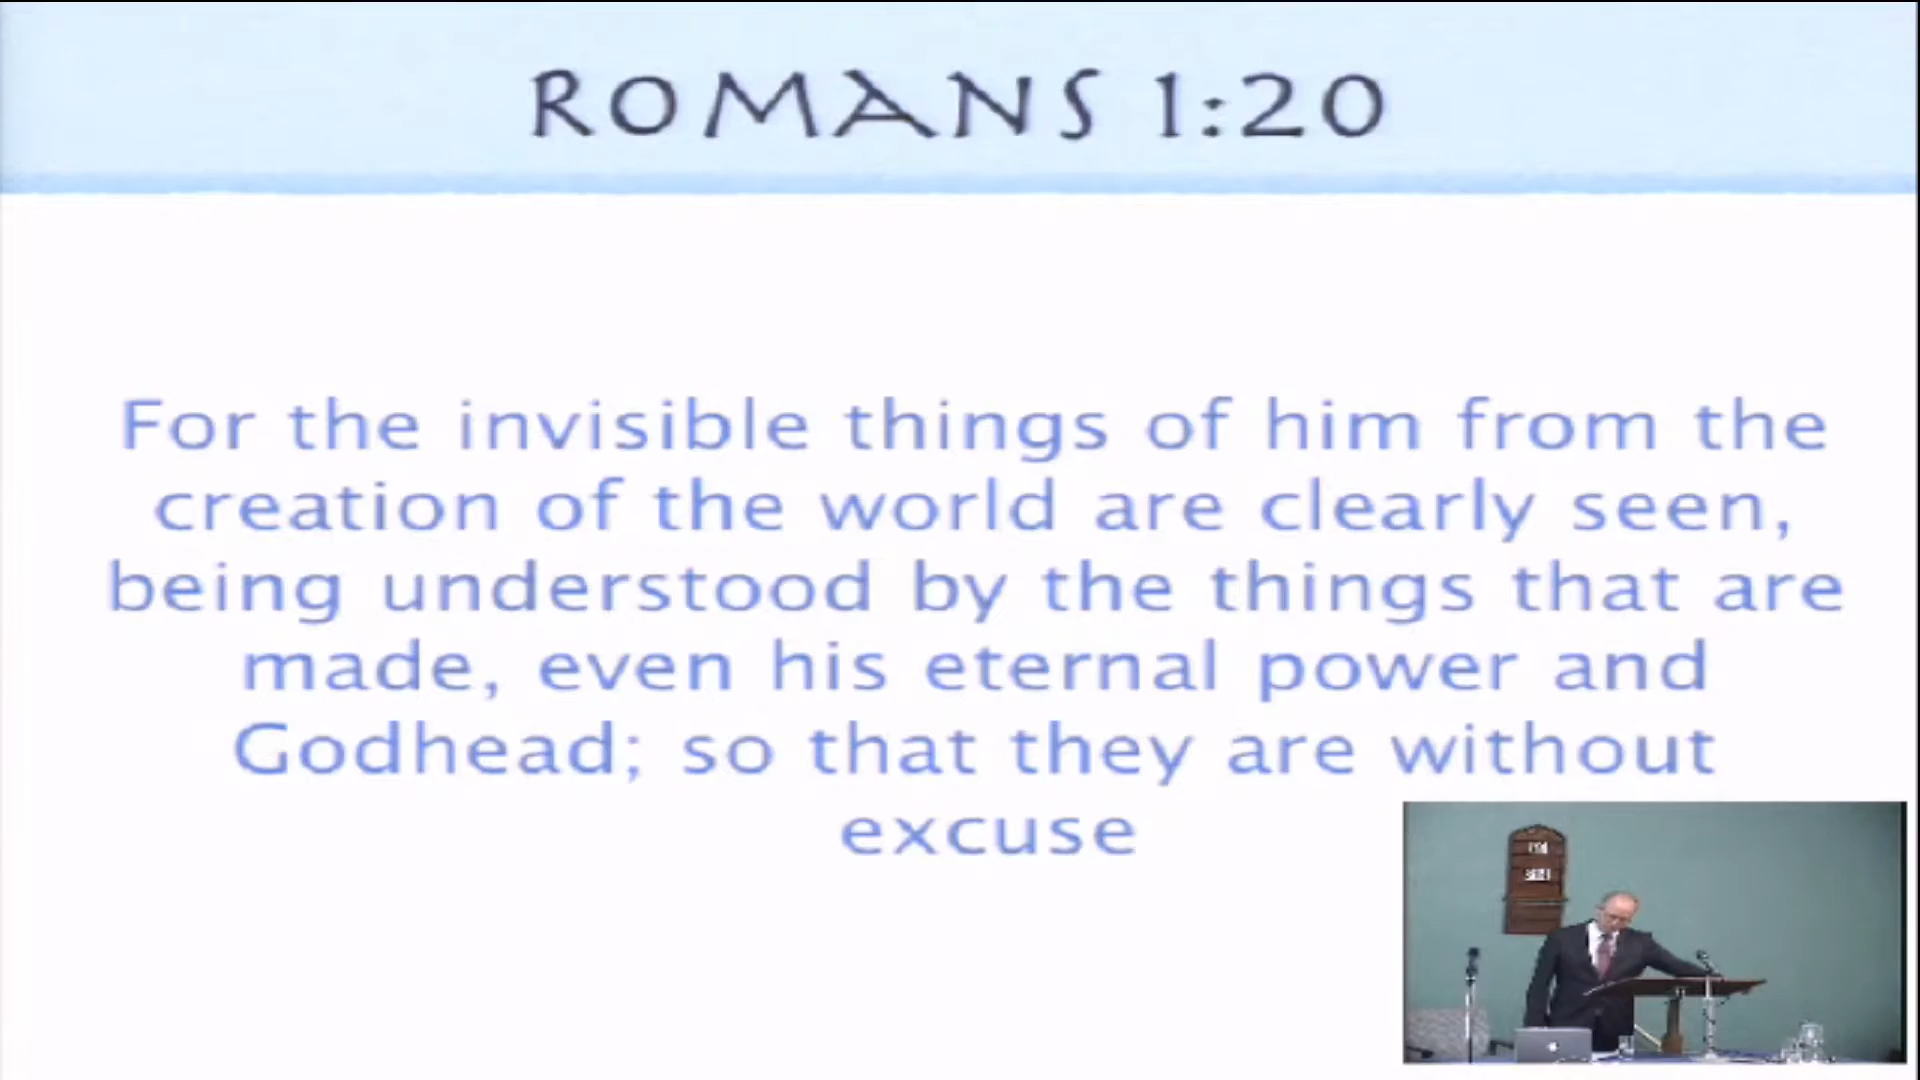 ROMANS 1:20
For the invisible things of him from the
creation of the world are clearly seen,
being understood by the things that are
made, even his eternal power and
Godhead; so that they are without
excuse